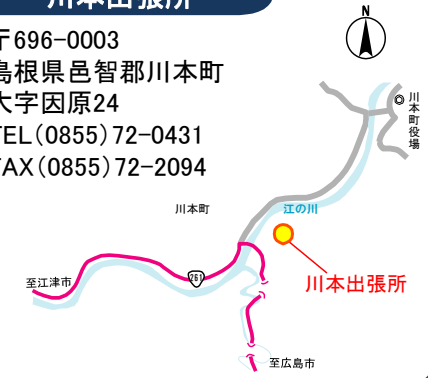 川本出張所
〒696-0003
島根県邑智郡川本町
大字因原24
TEL(0855)72-0431
FAX(0855)72-2094
N
川本町役場
川本町
江の川
261
至江津市
川本出張所
至広島市